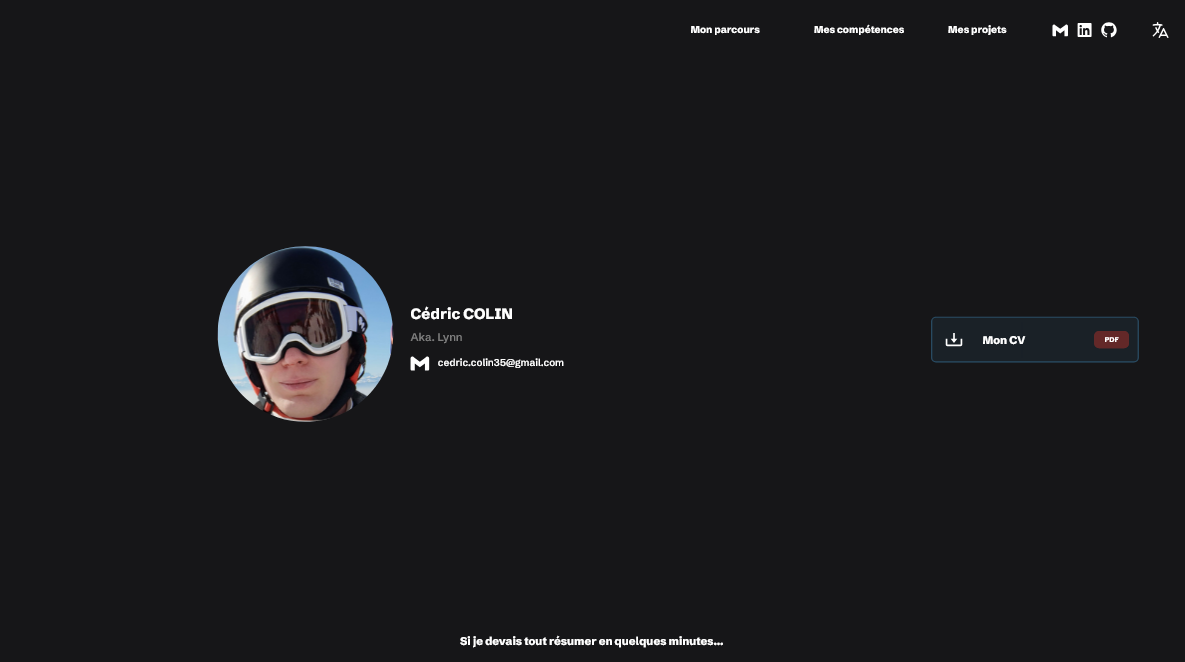 Mon parcours
Mes compétences
Mes projets
Cédric COLIN
Aka. Lynn
cedric.colin35@gmail.com
Mon CV
PDF
Si je devais tout résumer en quelques minutes...